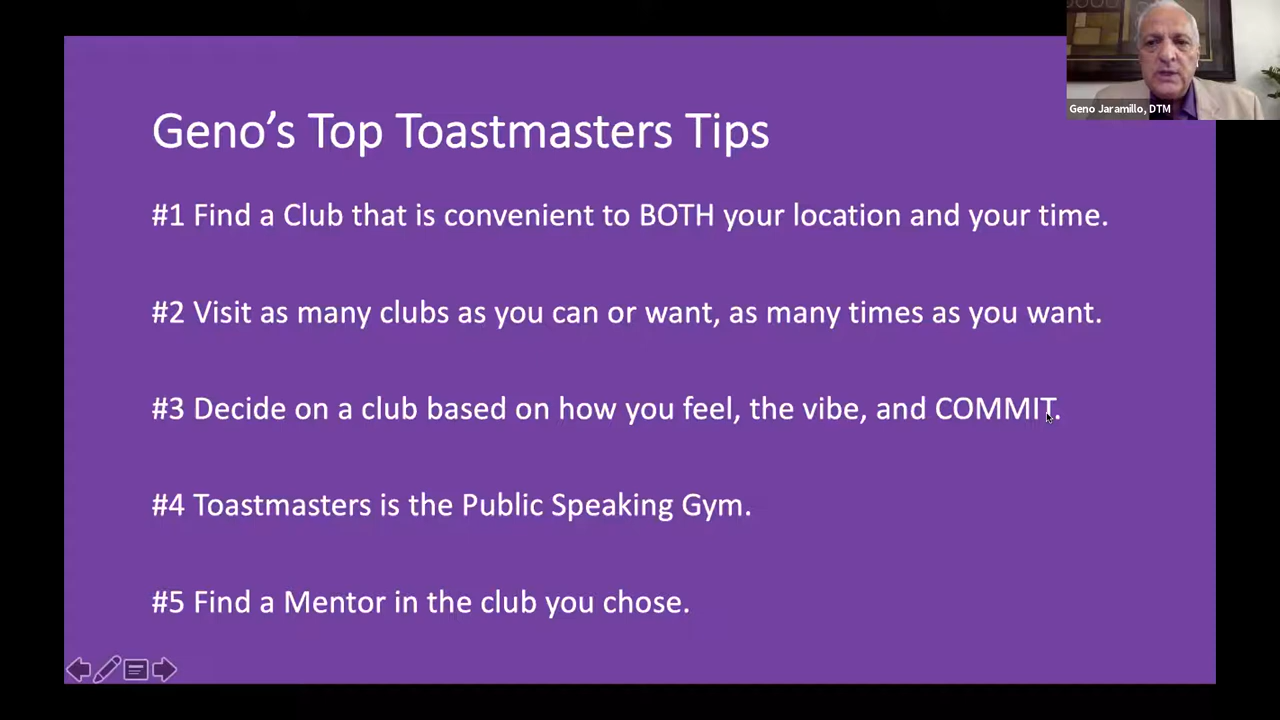 Geno Jaramillo, DTM
Geno’s Top Toastmasters Tips
#1 Find a Club that is convenient to BOTH your location and your time.
#2 Visit as many clubs as you can or want, as many times as you want.
#3 Decide on a club based on how you feel, the vibe, and COMMIT.
#4 Toastmasters is the Public Speaking Gym.
#5 Find a Mentor in the club you chose.